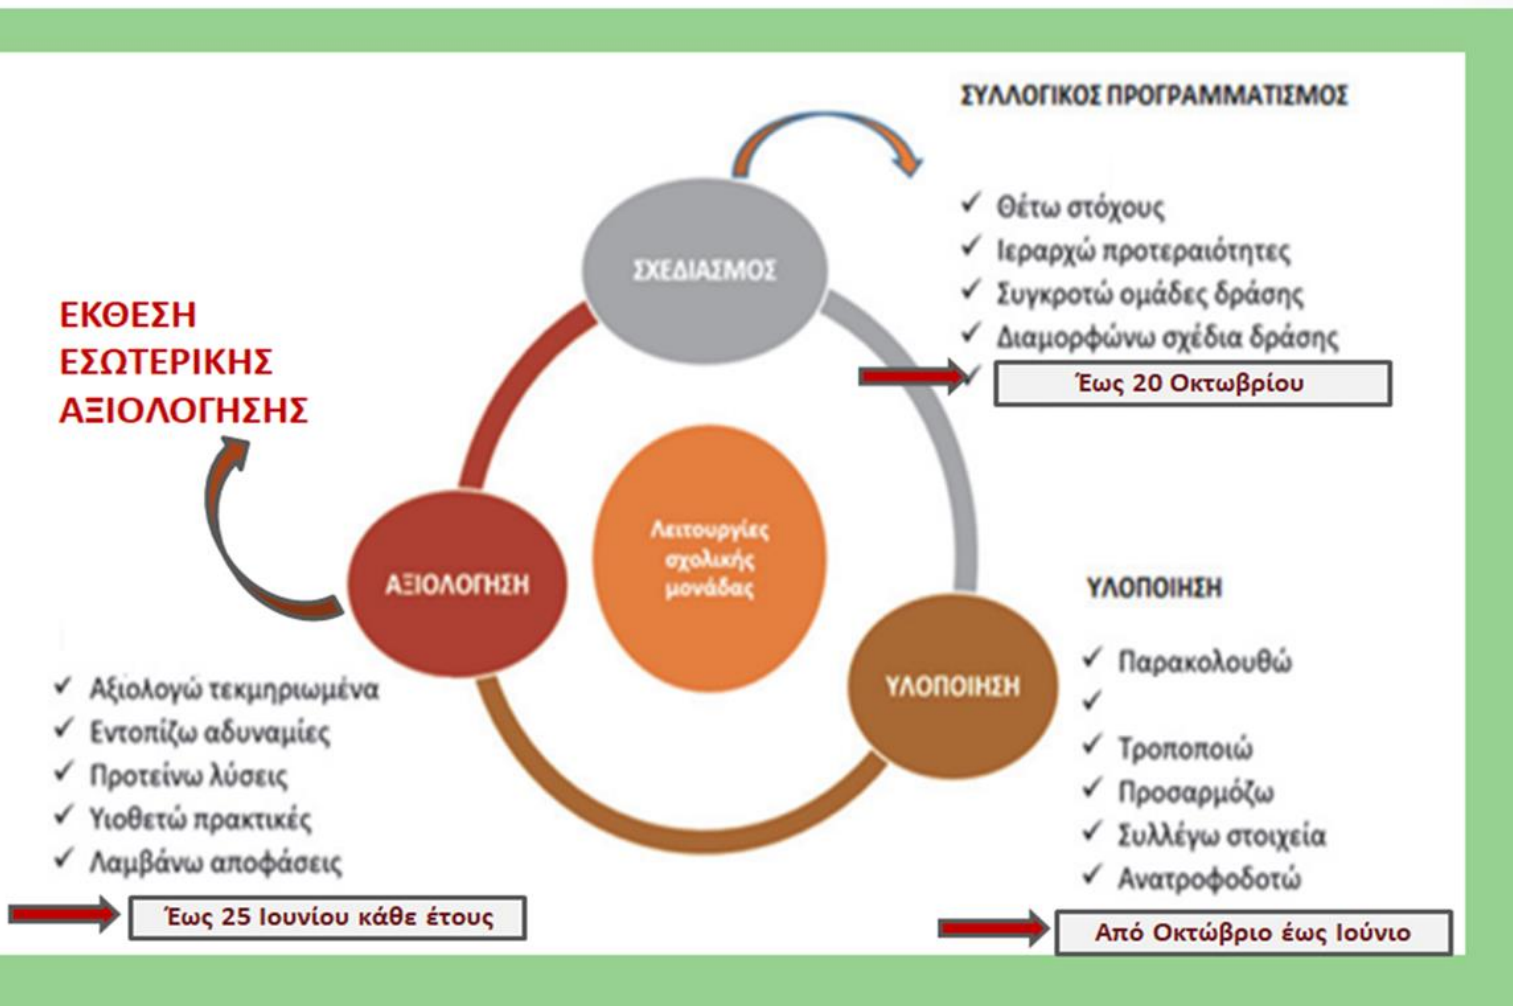 ΣΥΛΛΟΓΙΚΟΣ ΠΡΟΓΡΑΜΜΑΤΙΣΜΟΣ
✓ Θέτω στόχους
✓ Ιεραρχώ προτεραιότητες
✓ Συγκροτώ ομάδες δράσης
✓ Διαμορφώνω σχέδια δράσης
✓
Έως 20 Οκτωβρίου
ΣΧΕΔΙΑΣΜΟΣ
ΕΚΘΕΣΗ
ΕΣΩΤΕΡΙΚΗΣ
ΑΞΙΟΛΟΓΗΣΗΣ
Λειτουργίες
σχολικής
μονάδας
ΑΞΙΟΛΟΓΗΣΗ
ΥΛΟΠΟΙΗΣΗ
ΥΛΟΠΟΙΗΣΗ
✓ Παρακολουθώ
✓
✓ Τροποποιώ
✓ Προσαρμόζω
✓ Συλλέγω στοιχεία
✓ Ανατροφοδοτώ
Από Οκτώβριο έως Ιούνιο
✓ Αξιολογώ τεκμηριωμένα
✓ Εντοπίζω αδυναμίες
✓ Προτείνω λύσεις
✓ Υιοθετώ πρακτικές
✓ Λαμβάνω αποφάσεις
Έως 25 Ιουνίου κάθε έτους